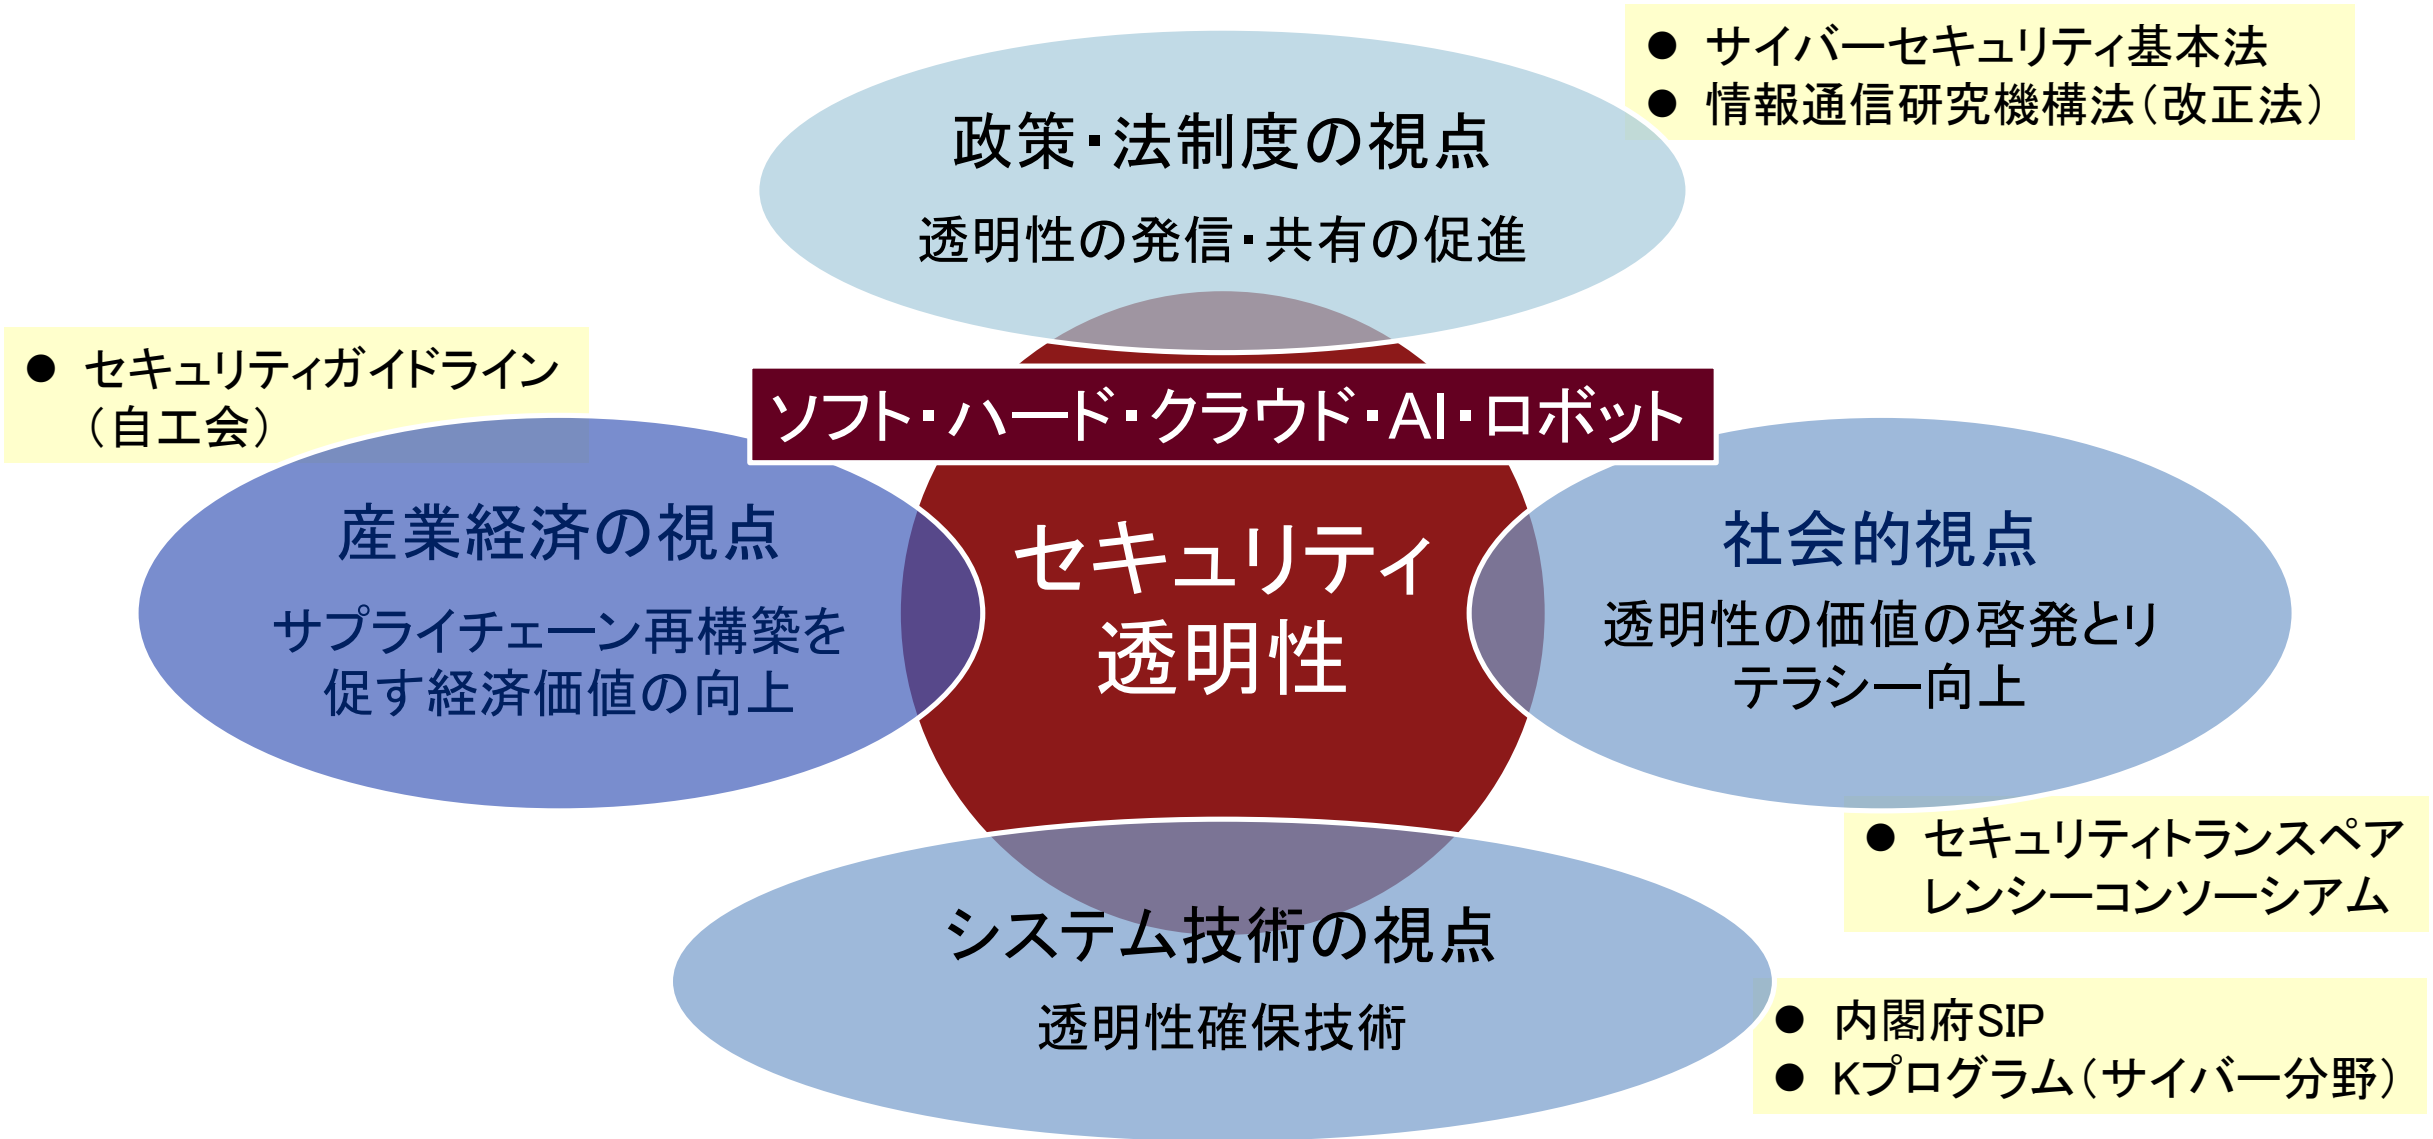 ● サイバーセキュリティ基本法
● 情報通信研究機構法（改正法）
政策・法制度の視点
透明性の発信・共有の促進
● セキュリティガイドライン
（自工会）
ソフト・ハード・クラウド・AI・ロボット
産業経済の視点
サプライチェーン再構築を
促す経済価値の向上
セキュリティ
透明性
社会的視点
透明性の価値の啓発とリ
テラシー向上
● セキュリティトランスペア
レンシーコンソーシアム
システム技術の視点
透明性確保技術
● 内閣府SIP
● Kプログラム（サイバー分野）